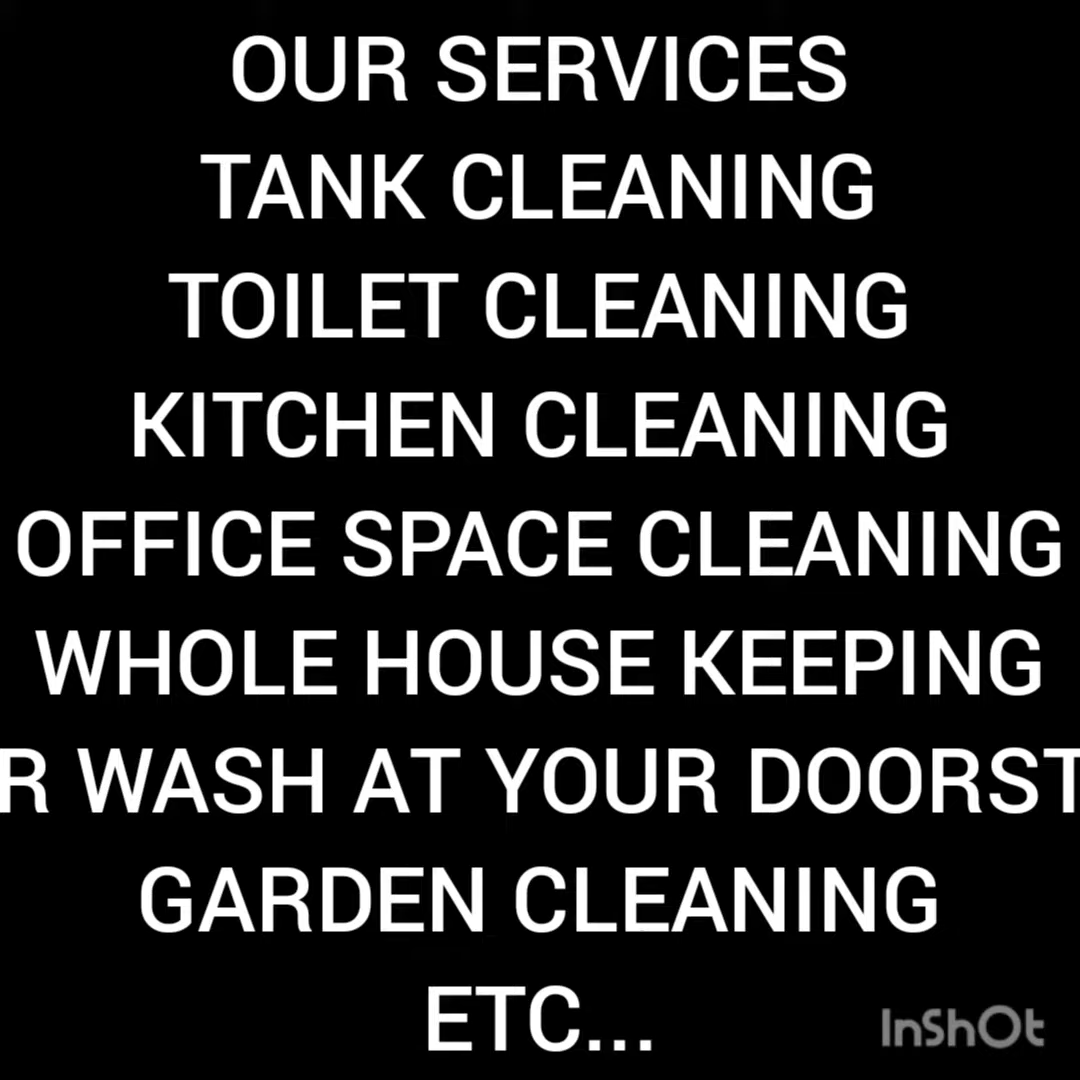 OUR SERVICES
TANK CLEANING
TOILET CLEANING
KITCHEN CLEANING
OFFICE SPACE CLEANING
WHOLE HOUSE KEEPING
R WASH AT YOUR DOORST
GARDEN CLEANING
ETC...
InShOt